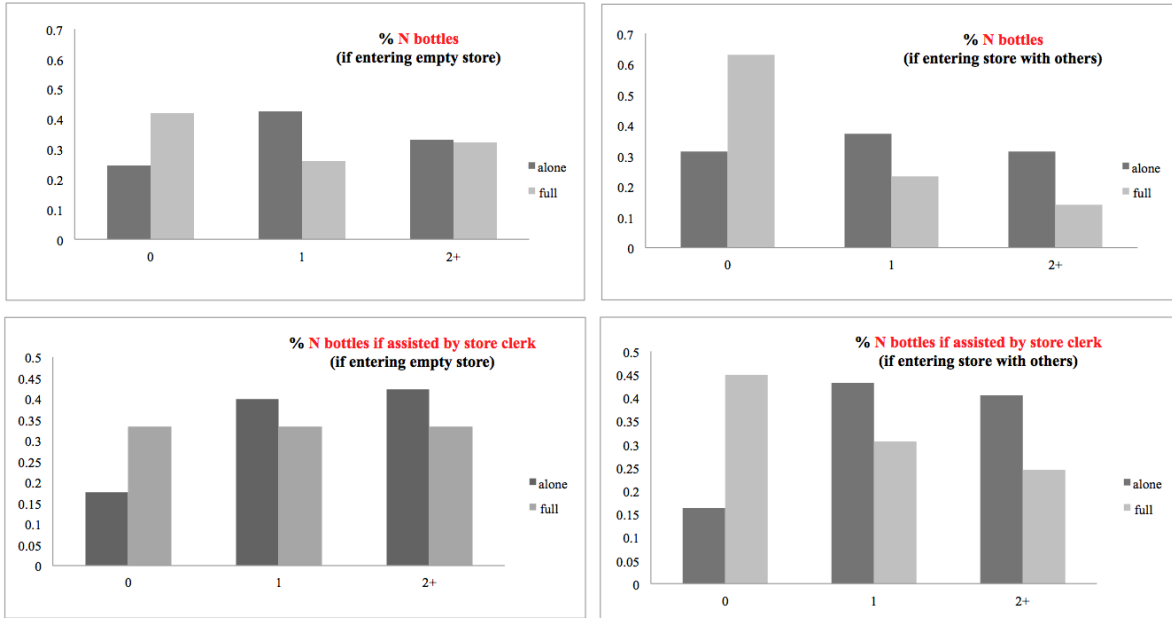 % N bottles
(if entering empty store)
0.7
0.6
0.5
0.4
0.3
0.2
0.1
0
0 1 2+
alone
full
% N bottles
(if entering store with others)
0.7
0.6
0.5
0.4
0.3
0.2
0.1
0
0 1 2+
alone
full
% N bottles if assisted by store clerk
(if entering empty store)
0.5
0.45
0.4
0.35
0.3
0.25
0.2
0.15
0.1
0.05
0
0 1 2+
alone
full
% N bottles if assisted by store clerk
(if entering store with others)
0.5
0.45
0.4
0.35
0.3
0.25
0.2
0.15
0.1
0.05
0
0 1 2+
alone
full